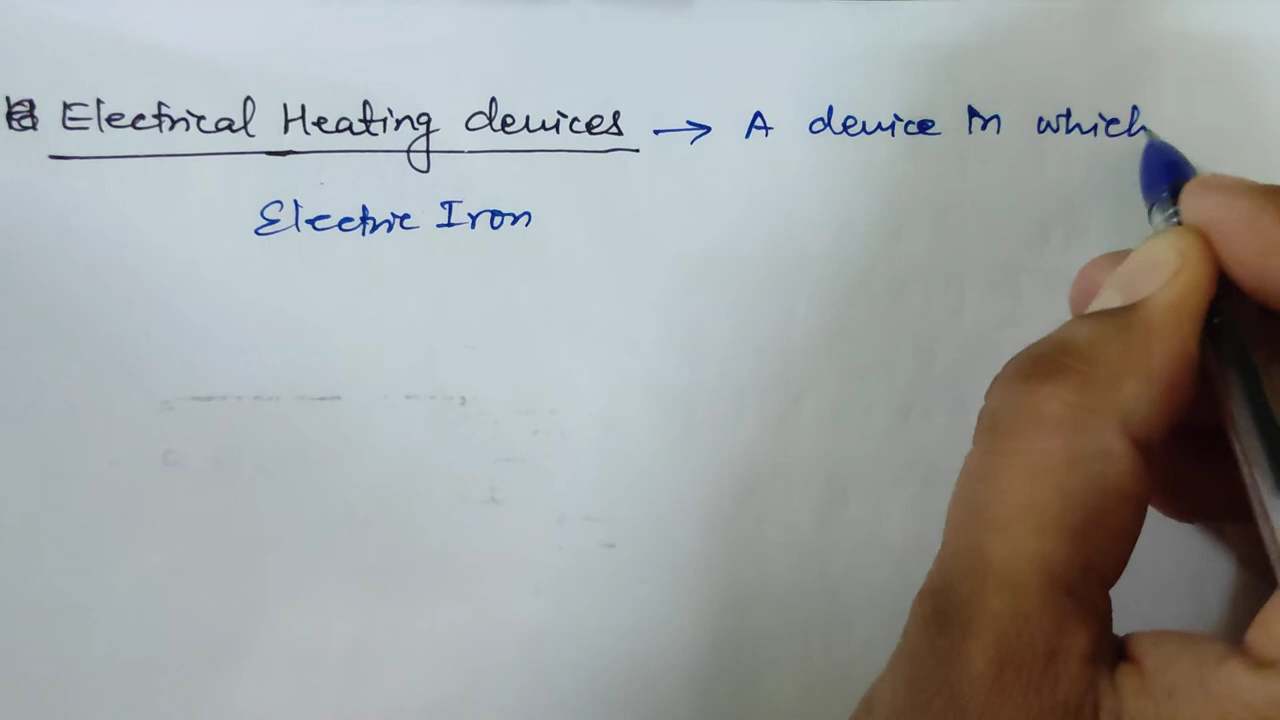 Electrical Heating devices → A device in which
Electric Iron